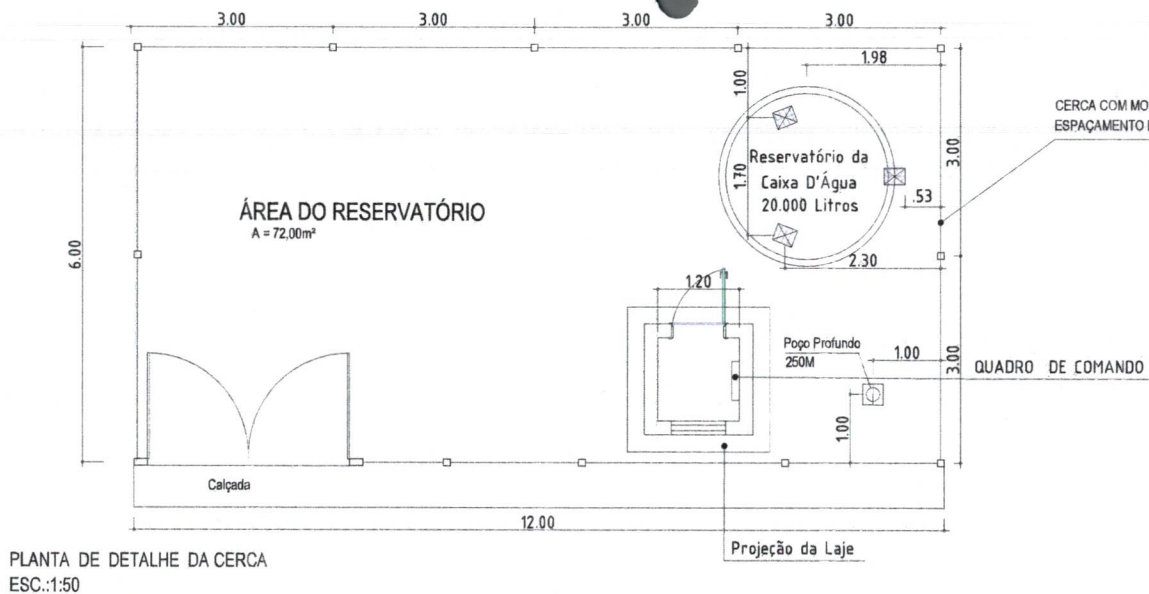 3.00
3.00
3.00
3.00
1.98
1.00
CERCA COM
ESPAÇAMENTO
3.00
Reservatório da
Caixa D'Água
20.000 Litros
1.70
.53
ÁREA DO RESERVATÓRIO
A = 72,00m²
6.00
2.30
1.20
Poço Profundo
250M
1.00
3.00
QUADRO DE COMANDO
1.00
Calçada
12.00
Projeção da Laje
PLANTA DE DETALHE DA CERCA
ESC.:1:50